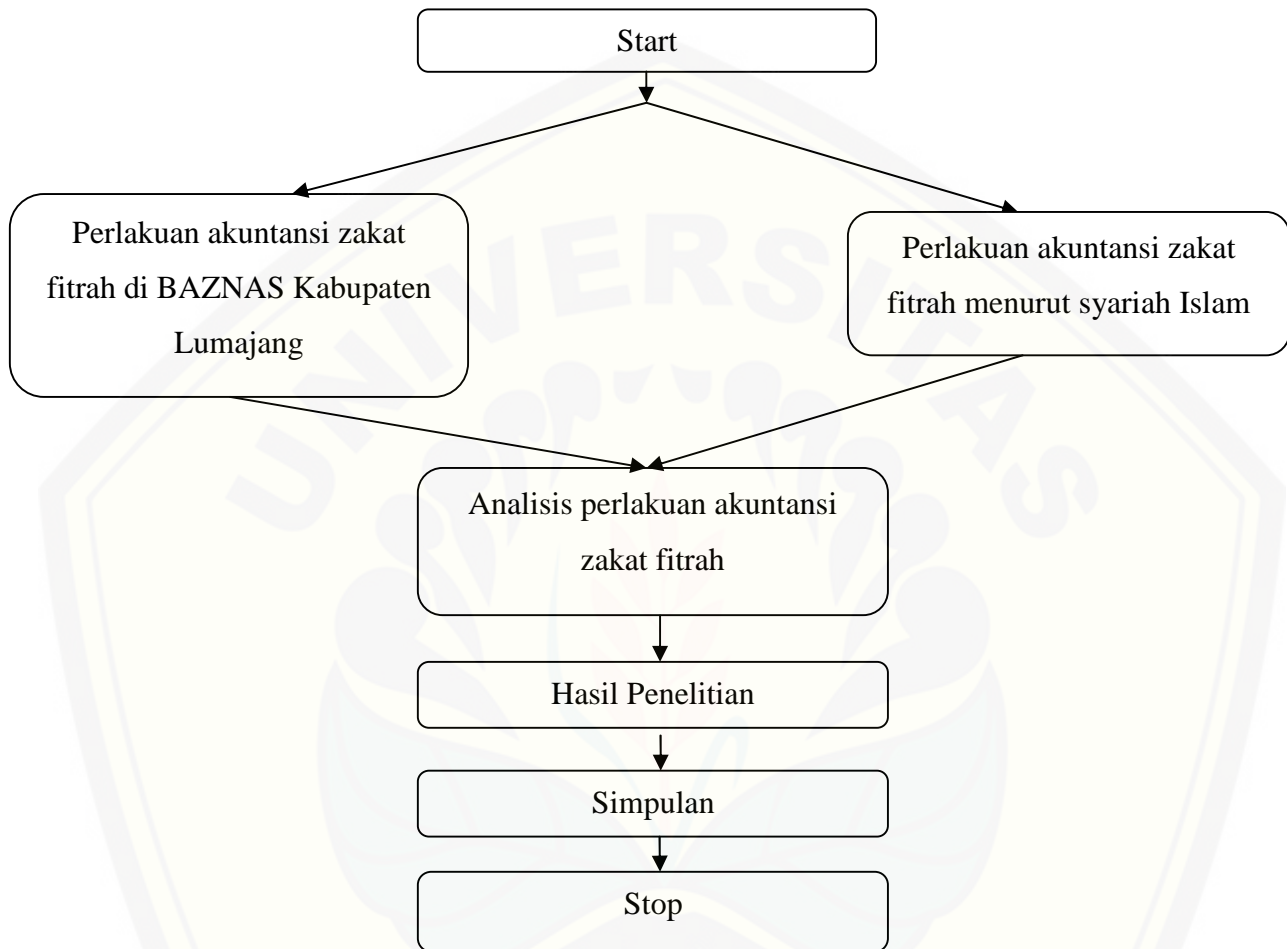 Start
Perlakuan akuntansi zakat
fitrah di BAZNAS Kabupaten
Lumajang
Perlakuan akuntansi zakat
fitrah menurut syariah Islam
UNIVERSITAS
Analisis perlakuan akuntansi
zakat fitrah
Hasil Penelitian
Simpulan
Stop